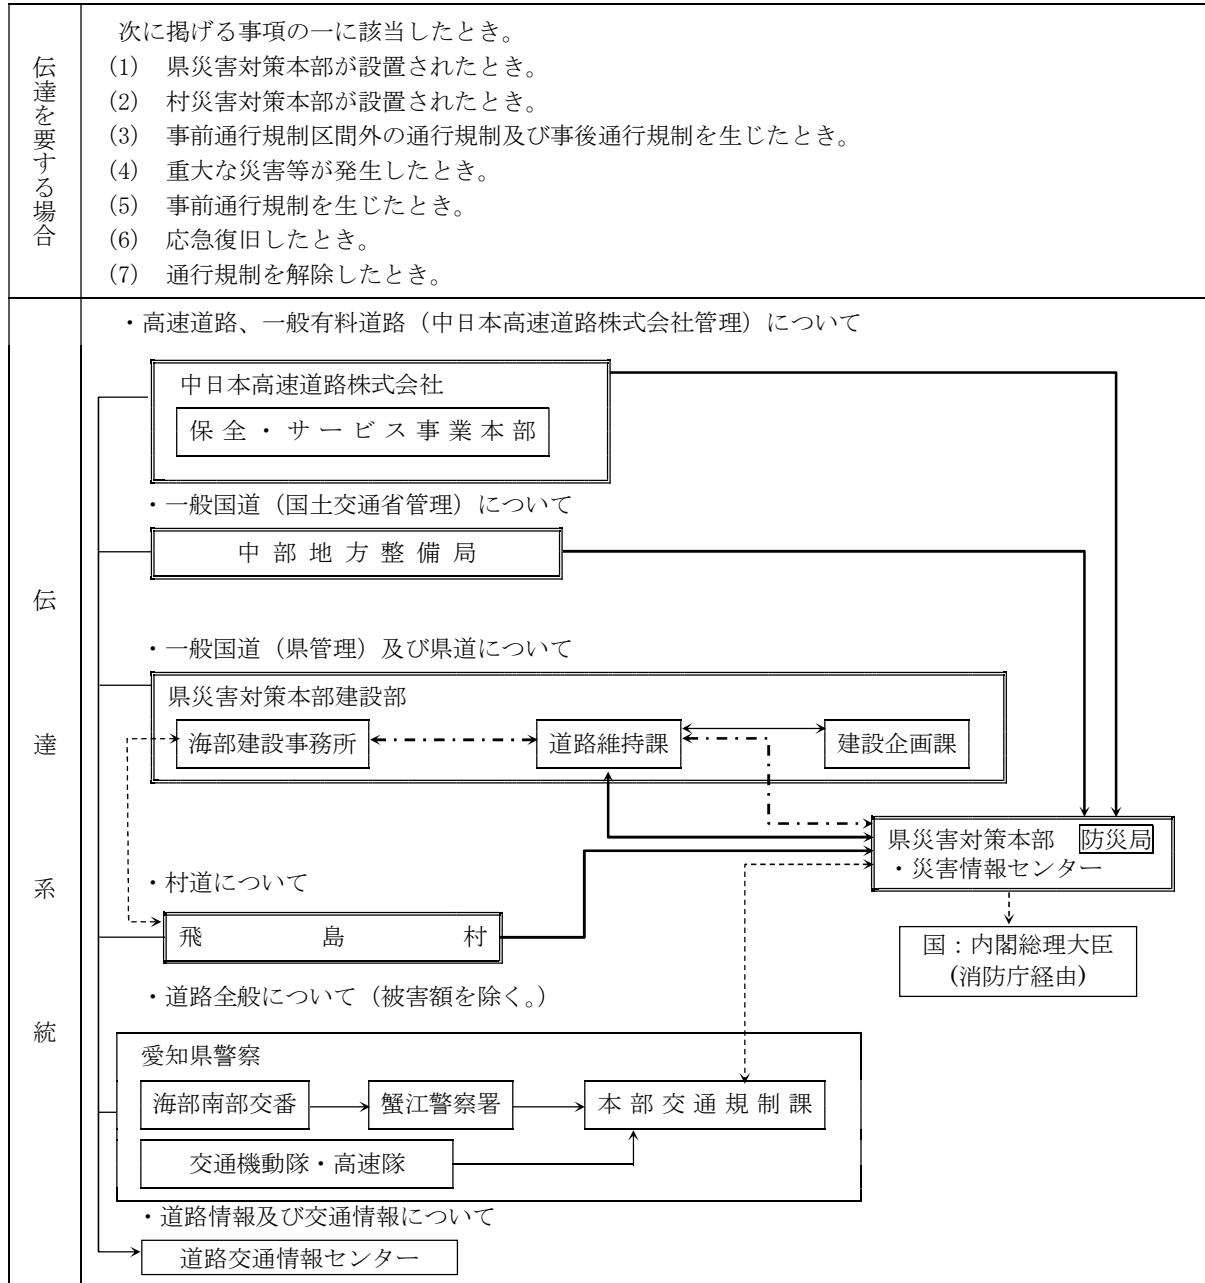 伝達を要する場合
次に掲げる事項の一に該当したとき。
(1) 県災害対策本部が設置されたとき。
(2) 村災害対策本部が設置されたとき。
(3) 事前通行規制区間外の通行規制及び事後通行規制を生じたとき。
(4) 重大な災害等が発生したとき。
(5) 事前通行規制を生じたとき。
(6) 応急復旧したとき。
(7) 通行規制を解除したとき。
伝達系統
・高速道路、一般有料道路（中日本高速道路株式会社管理）について
中日本高速道路株式会社
保全・サービス事業本部
・一般国道（国土交通省管理）について
中部地方整備局
・一般国道（県管理）及び県道について
県災害対策本部建設部
海部建設事務所
道路維持課
建設企画課
県災害対策本部 防災局
・災害情報センター
・村道について
飛島村
国：内閣総理大臣
(消防庁経由)
・道路全般について（被害額を除く。）
愛知県警察
海部南部交番
蟹江警察署
本部交通規制課
交通機動隊・高速隊
・道路情報及び交通情報について
道路交通情報センター